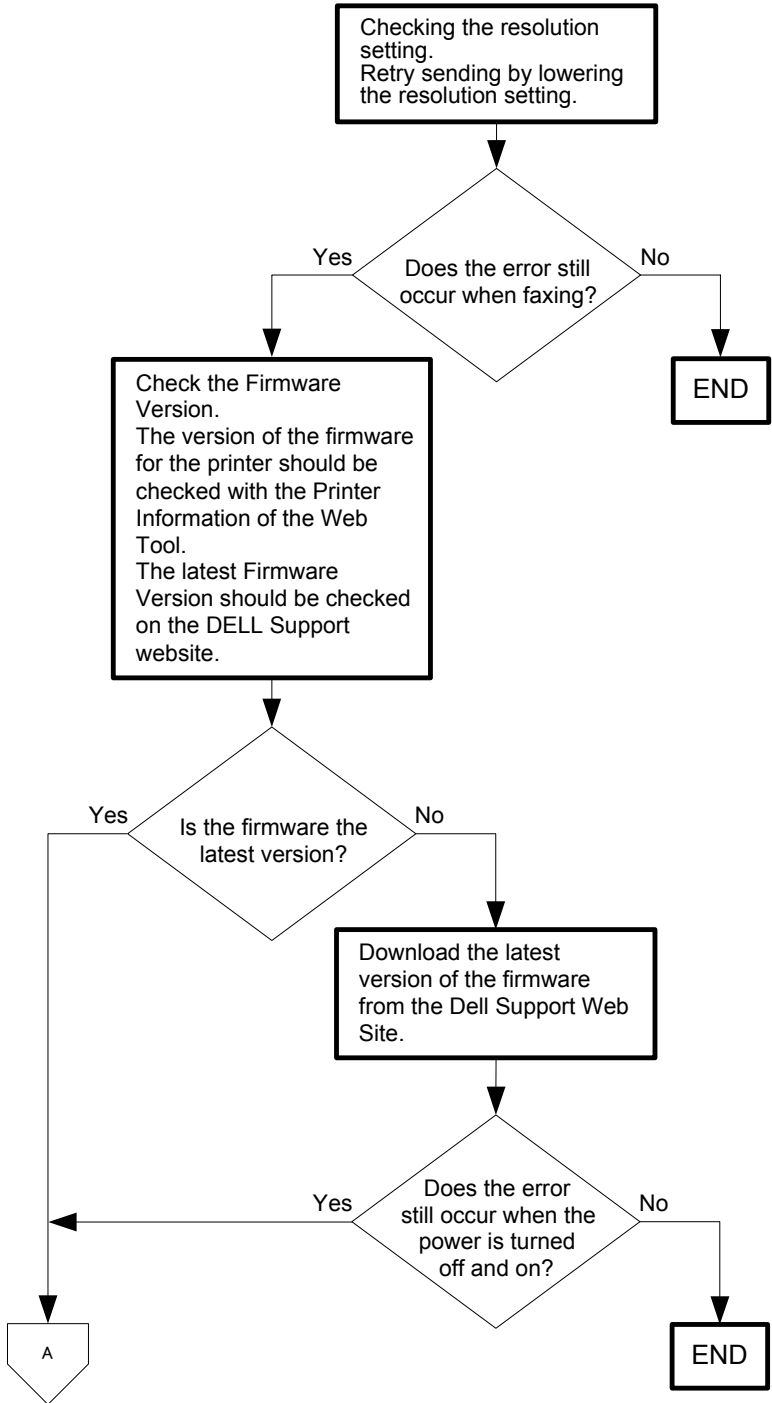 Checking the resolution
setting.
Retry sending by lowering
the resolution setting.
Yes
No
Does the error still
occur when faxing?
END
Check the Firmware
Version.
The version of the firmware
for the printer should be
checked with the Printer
Information of the Web
Tool.
The latest Firmware
Version should be checked
on the DELL Support
website.
Yes
No
Is the firmware the
latest version?
Download the latest
version of the firmware
from the Dell Support Web
Site.
Yes
No
Does the error
still occur when the
power is turned
off and on?
A
END